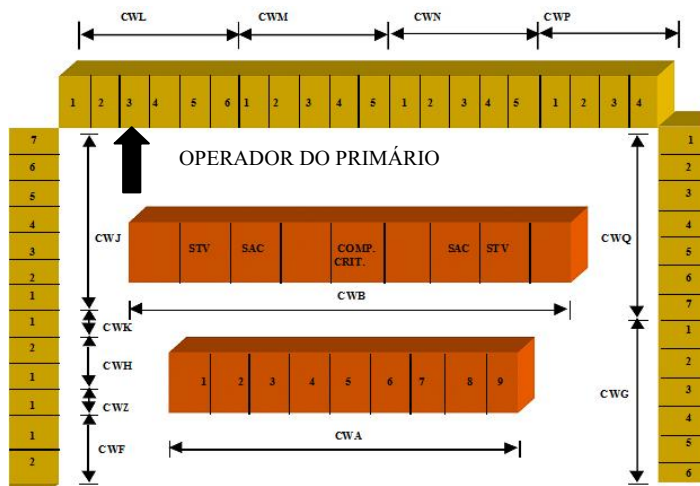 CWL CWM CWN CWP
1 2 3 4 5 6 1 2 3 4 5 1 2 3 4 5 1 2 3 4
7
6
5
4
3
2
1
1
2
1
1
1
2
OPERADOR DO PRIMÁRIO
CWJ
STV SAC COMP. SAC STV
CRIT.
CWB
CWK
CWH
CWZ
CWF
1 2 3 4 5 6 7 8 9
CWA
CWQ
CWG
1
2
3
4
5
6
7
1
2
3
4
5
6